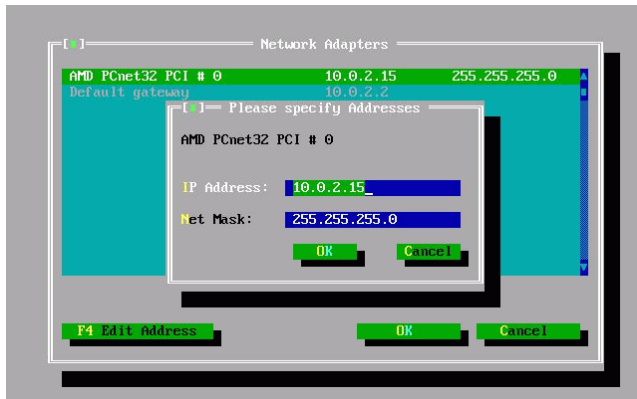 Network Adapters
AMD PCnet32 PCI # 0 10.0.2.15 255.255.255.0
Default gateway 10.0.2.2
Please specify Addresses
AMD PCnet32 PCI # 0
IP Address: 10.0.2.15_
Net Mask: 255.255.255.0
OK Cancel
F4 Edit Address OK Cancel